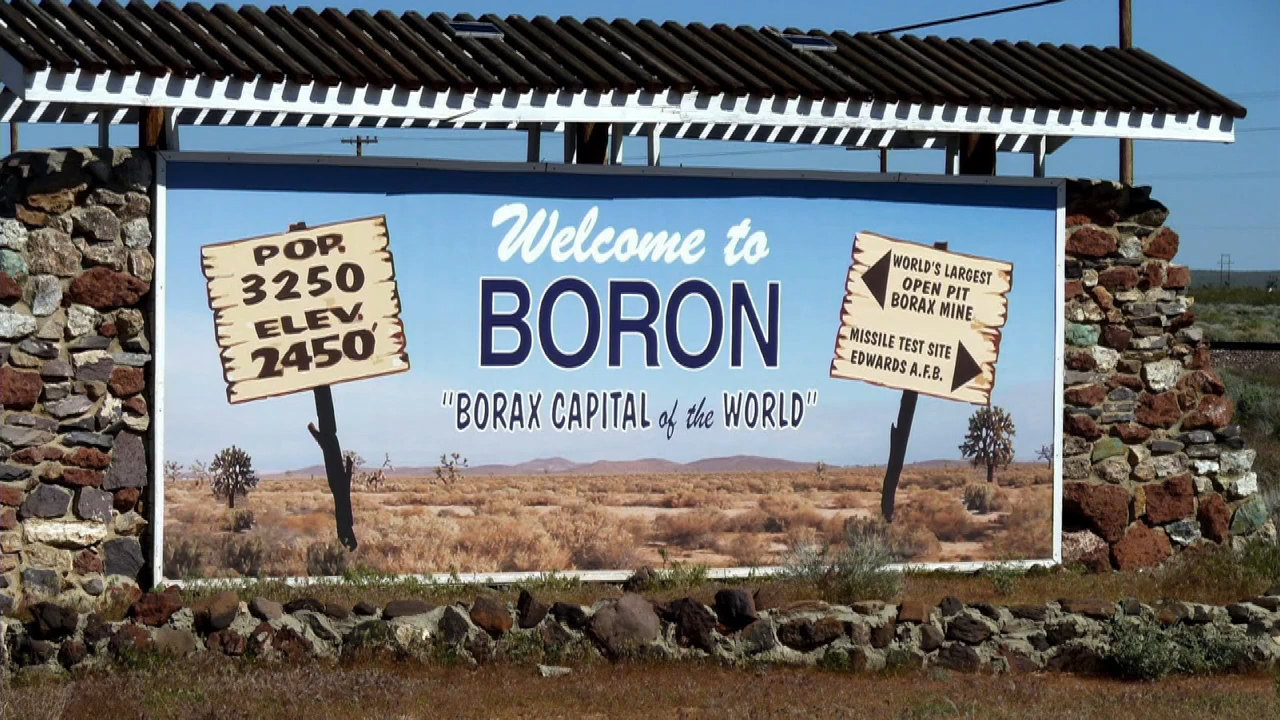 POP.
3250
ELEV.
2450'
Welcome to
BORON
"BORAX CAPITAL of the WORLD"
WORLD'S LARGEST
OPEN PIT
BORAX MINE
MISSILE TEST SITE
EDWARDS A.F.B.